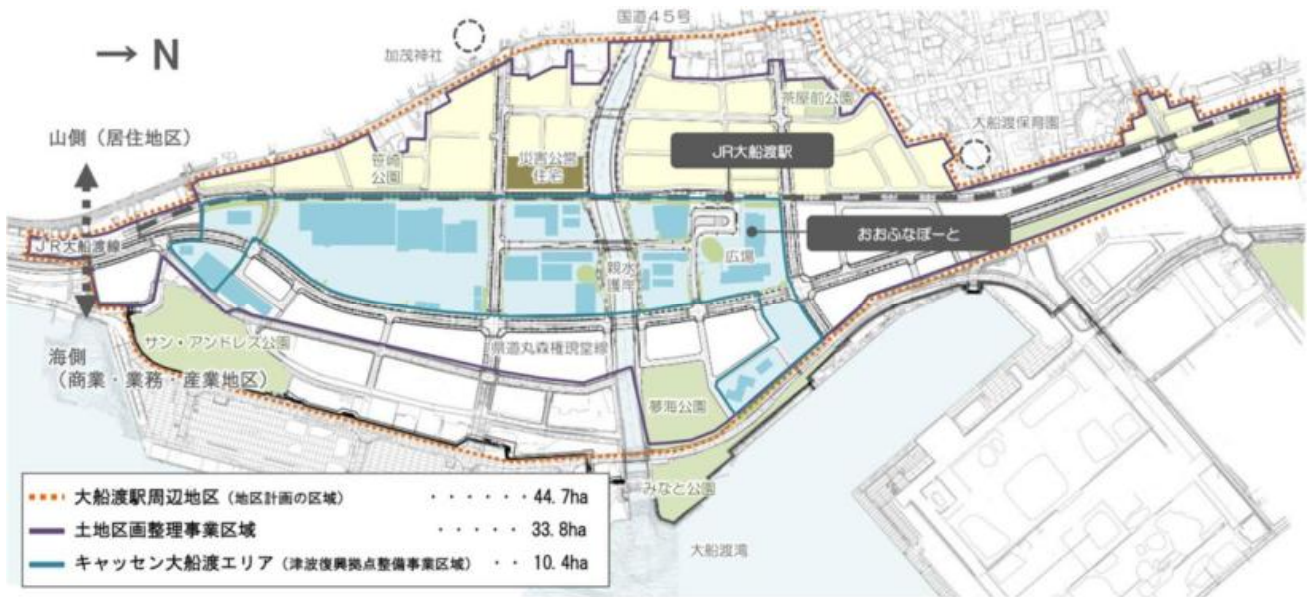 国道45号
→ N
加茂神社
茶屋前公園
山側（居住地区）
大船渡保育園
JR大船渡駅
災害公営
住宅
笹崎
公園
おおふなぽーと
JR大船渡線
広場
親水
護岸
サン・アンドレス公園
県道丸森権現堂線
海側
（商業・業務・産業地区）
夢海公園
みなと公園
大船渡湾
大船渡駅周辺地区（地区計画の区域）・・・・・・44.7ha
土地区画整理事業区域・・・・・33.8ha
キャッセン大船渡エリア（津波復興拠点整備事業区域）・・10.4ha